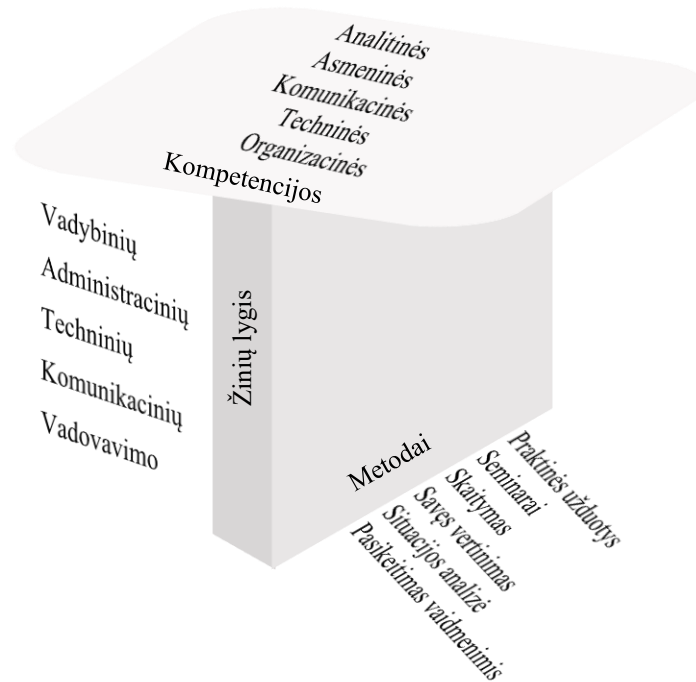 Analitinės
Asmeninės
Komunikacinės
Techninės
Organizacinės
Kompetencijos
Vadybinių
Administracinių
Techninių
Komunikacinių
Vadovavimo
Žinių lygis
Metodai
Praktinės užduotys
Seminarai
Skaitymas
Savęs vertinimas
Situacijos analizė
Pasikeitimas vaidmenimis